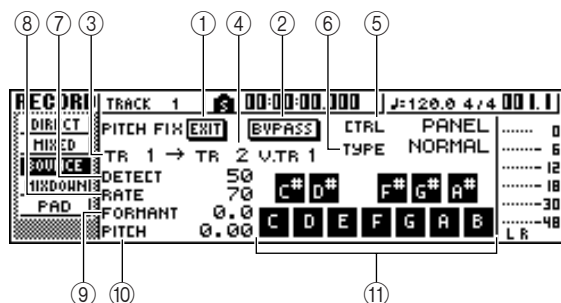 ⑧ ⑦ ③ ① ④ ② ⑥ ⑤
RECORD TRACK 1 S 00:00:00.000 ♩=120.0 4/4 001.1
DIRECT PITCH FIX EXIT BYPASS CTRL PANEL 0
MIXED TYPE NORMAL 6
SOURCE TR 1 → TR 2 V.TR 1 12
MIXDOWN DETECT 50 C# D# F# G# A# 18
RATE 70 30
PAD 1 FORMANT 0.0 C D E F G A B 48
PITCH 0.00 L R
⑨ ⑩ ⑪